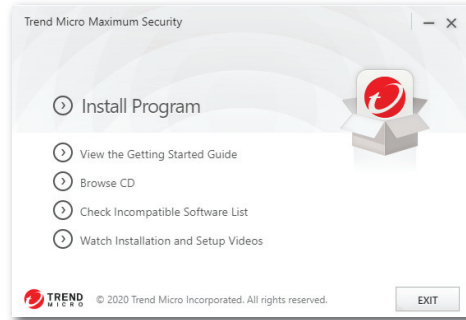 Trend Micro Maximum Security
Install Program
View the Getting Started Guide
Browse CD
Check Incompatible Software List
Watch Installation and Setup Videos
TREND
MICRO
© 2020 Trend Micro Incorporated. All rights reserved.
EXIT